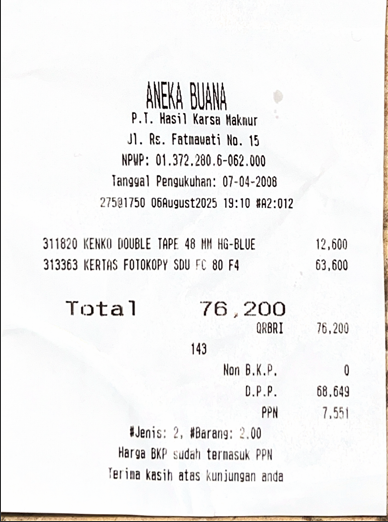 ANEKA BUANA
P.T. Hasil Karsa Makmur
Jl. Rs. Fatmawati No. 15
NPWP: 01.372.280.6-062.000
Tanggal Pengukuhan: 07-04-2008
275@1750 06August2025 19:10 #A2:012
311820 KENKO DOUBLE TAPE 48 MM HG-BLUE 12,600
313363 KERTAS FOTOKOPY SDU FC 80 F4 63,600
Total 76,200
QRBRI 76,200
143
Non B.K.P. 0
D.P.P. 68.649
PPN 7.551
#Jenis: 2, #Barang: 2.00
Harga BKP sudah termasuk PPN
Terima kasih atas kunjungan anda